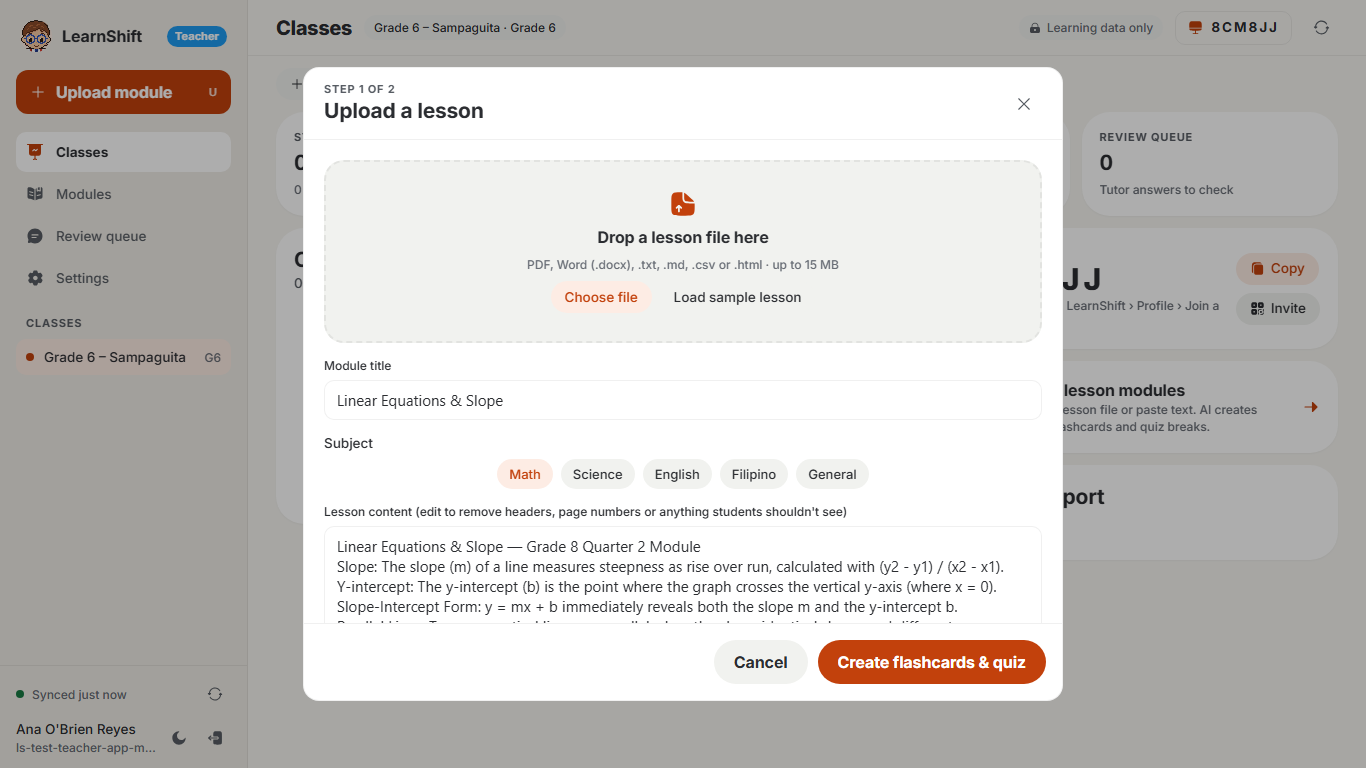 LearnShift
Teacher
Upload module
U
Classes
Modules
Review queue
Settings
CLASSES
Grade 6 – Sampaguita
G6
Synced just now
Ana O'Brien Reyes
ls-test-teacher-app-m...
Classes
Grade 6 – Sampaguita · Grade 6
Learning data only
8CM8JJ
STEP 1 OF 2
Upload a lesson
Drop a lesson file here
PDF, Word (.docx), .txt, .md, .csv or .html · up to 15 MB
Choose file
Load sample lesson
Module title
Linear Equations & Slope
Subject
Math
Science
English
Filipino
General
Lesson content (edit to remove headers, page numbers or anything students shouldn't see)
Linear Equations & Slope — Grade 8 Quarter 2 Module
Slope: The slope (m) of a line measures steepness as rise over run, calculated with (y2 - y1) / (x2 - x1).
Y-intercept: The y-intercept (b) is the point where the graph crosses the vertical y-axis (where x = 0).
Slope-Intercept Form: y = mx + b immediately reveals both the slope m and the y-intercept b.
Cancel
Create flashcards & quiz
REVIEW QUEUE
0
Tutor answers to check
JJ
Copy
LearnShift › Profile › Join a
Invite
lesson modules
lesson file or paste text. AI creates
flashcards and quiz breaks.
port